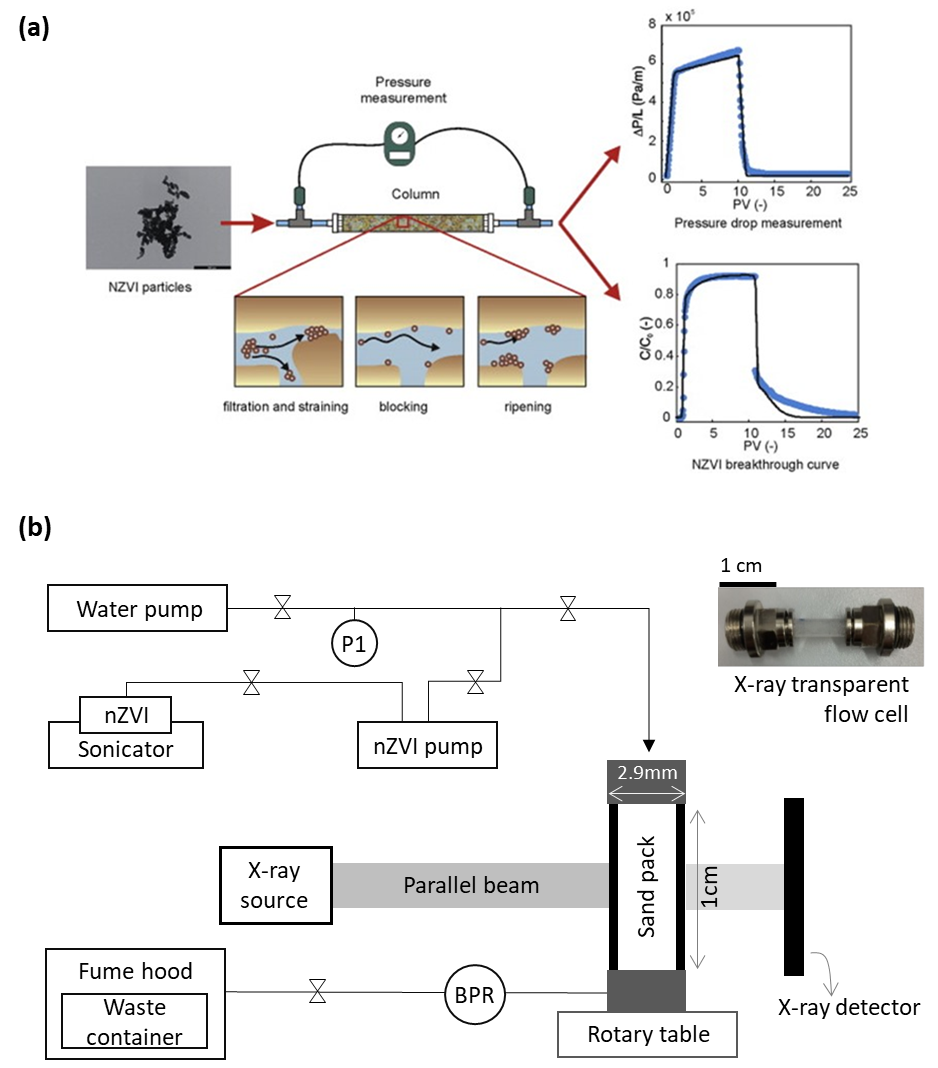 (a)
Pressure
measurement
Column
NZVI particles
filtration and straining
blocking
ripening
x 10⁵
8
6
4
2
0
ΔP/L (Pa/m)
0 5 10 15 20 25
PV (-)
Pressure drop measurement
1
0.8
0.6
0.4
0.2
0
C/C₀ (-)
0 5 10 15 20 25
PV (-)
NZVI breakthrough curve
(b)
Water pump
P1
nZVI
Sonicator
nZVI pump
1 cm
X-ray transparent
flow cell
2.9mm
Sand pack
1cm
X-ray
source
Parallel beam
X-ray detector
Fume hood
Waste
container
BPR
Rotary table